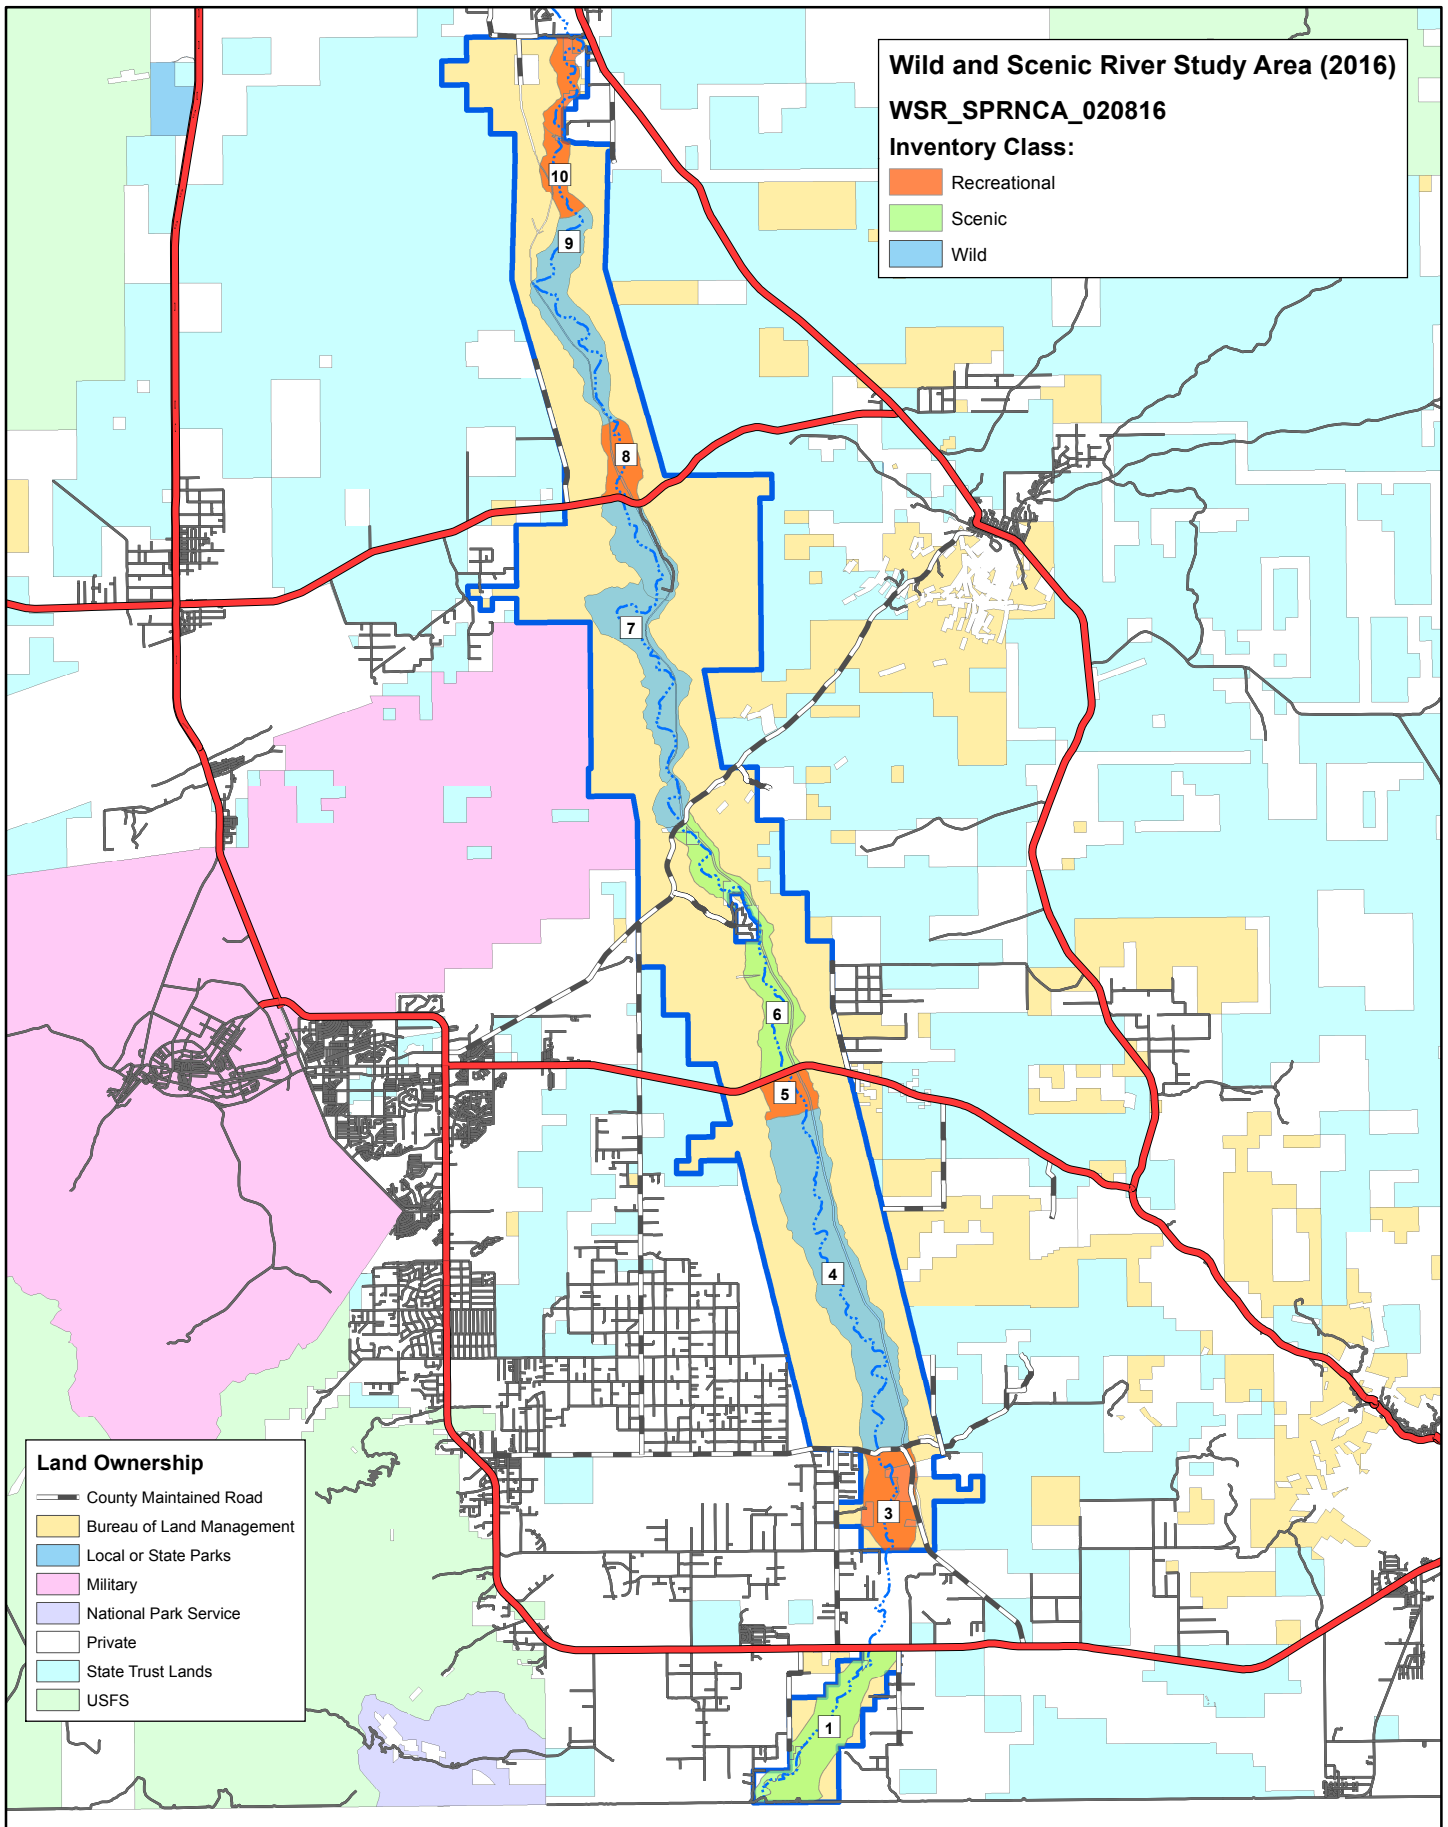 Wild and Scenic River Study Area (2016)
WSR_SPRNCA_020816
Inventory Class:
Recreational
Scenic
Wild
10
9
8
7
6
5
4
3
1
Land Ownership
County Maintained Road
Bureau of Land Management
Local or State Parks
Military
National Park Service
Private
State Trust Lands
USFS